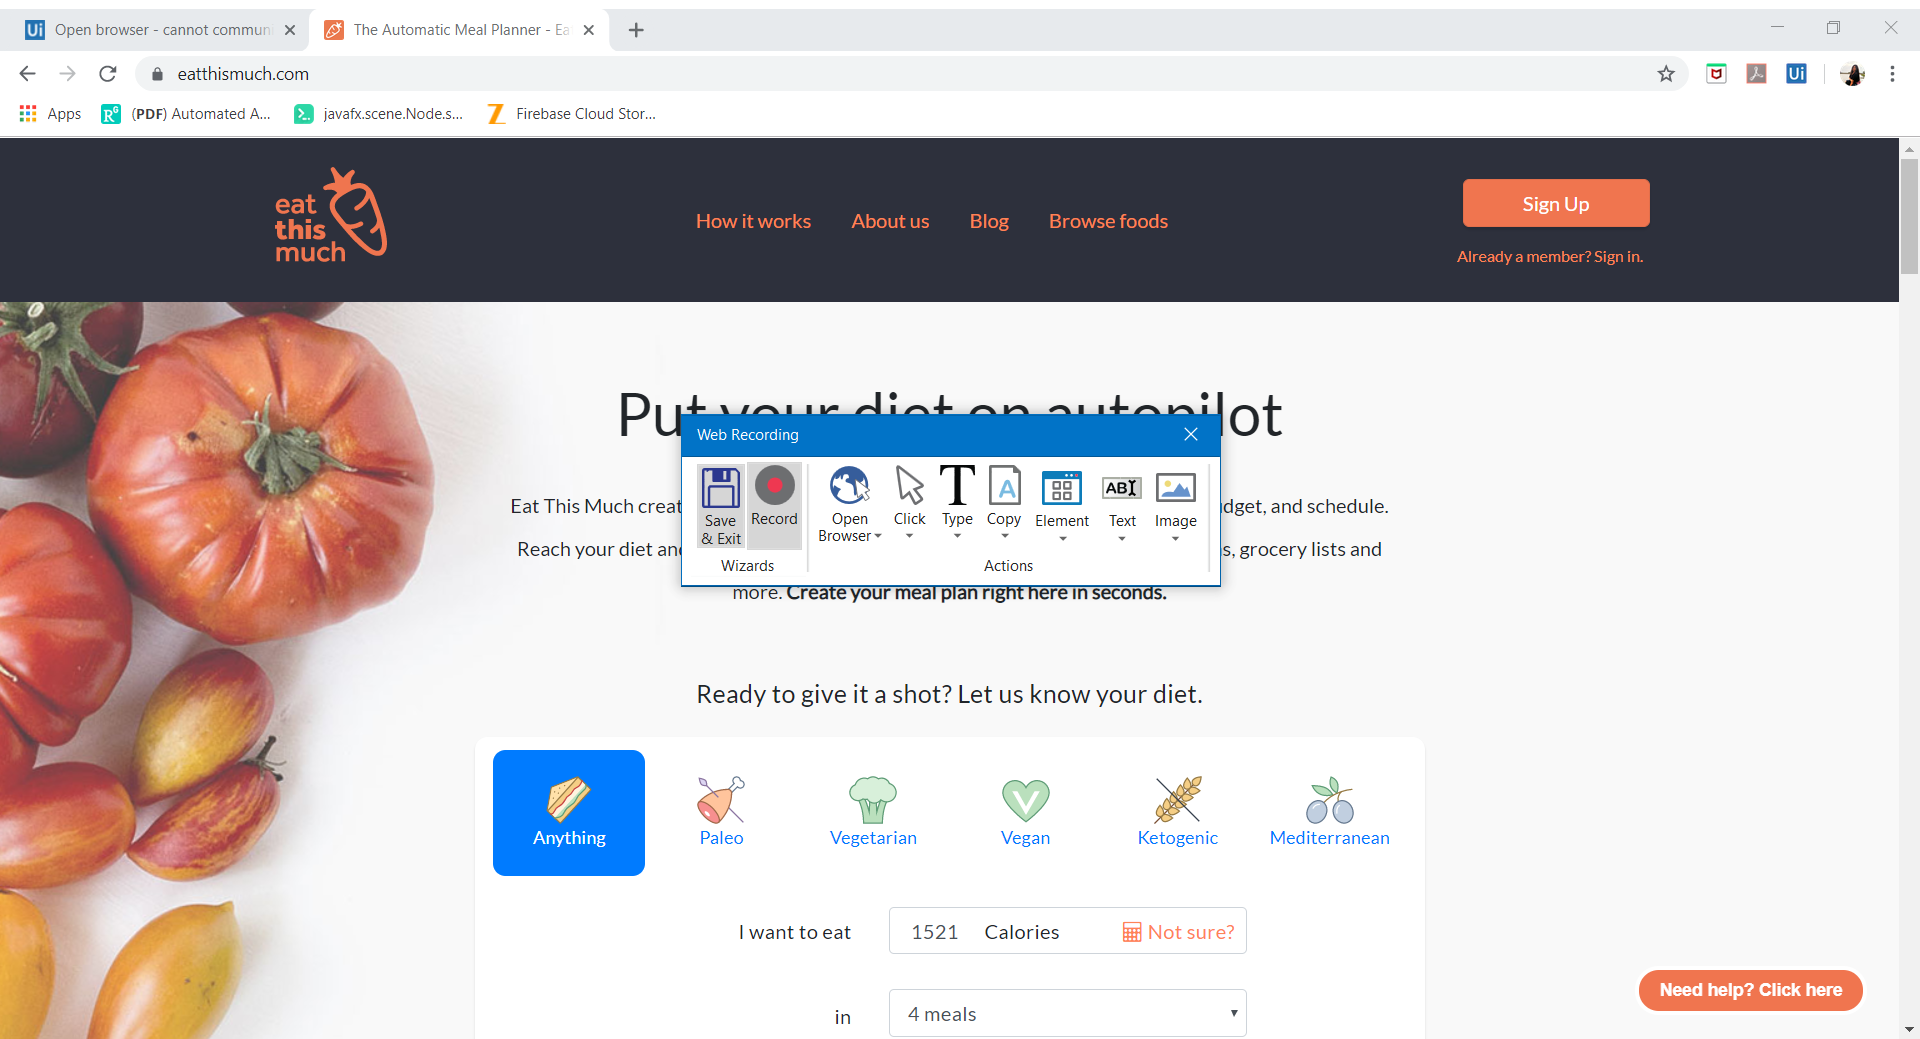 Ui Open browser - cannot commun
The Automatic Meal Planner - Ea
eatthismuch.com
Ui
Apps
(PDF) Automated A...
javafx.scene.Node.s...
Firebase Cloud Stor...
eat
this
much
How it works
About us
Blog
Browse foods
Sign Up
Already a member? Sign in.
Put your diet on autopilot
Web Recording
Save
& Exit
Record
Wizards
Open
Browser
Click
Type
Copy
Element
Text
Image
Actions
Eat This Much creat
dget, and schedule.
Reach your diet an
s, grocery lists and
more. Create your meal plan right here in seconds.
Ready to give it a shot? Let us know your diet.
Anything
Paleo
Vegetarian
Vegan
Ketogenic
Mediterranean
I want to eat
1521 Calories
Not sure?
in
4 meals
Need help? Click here